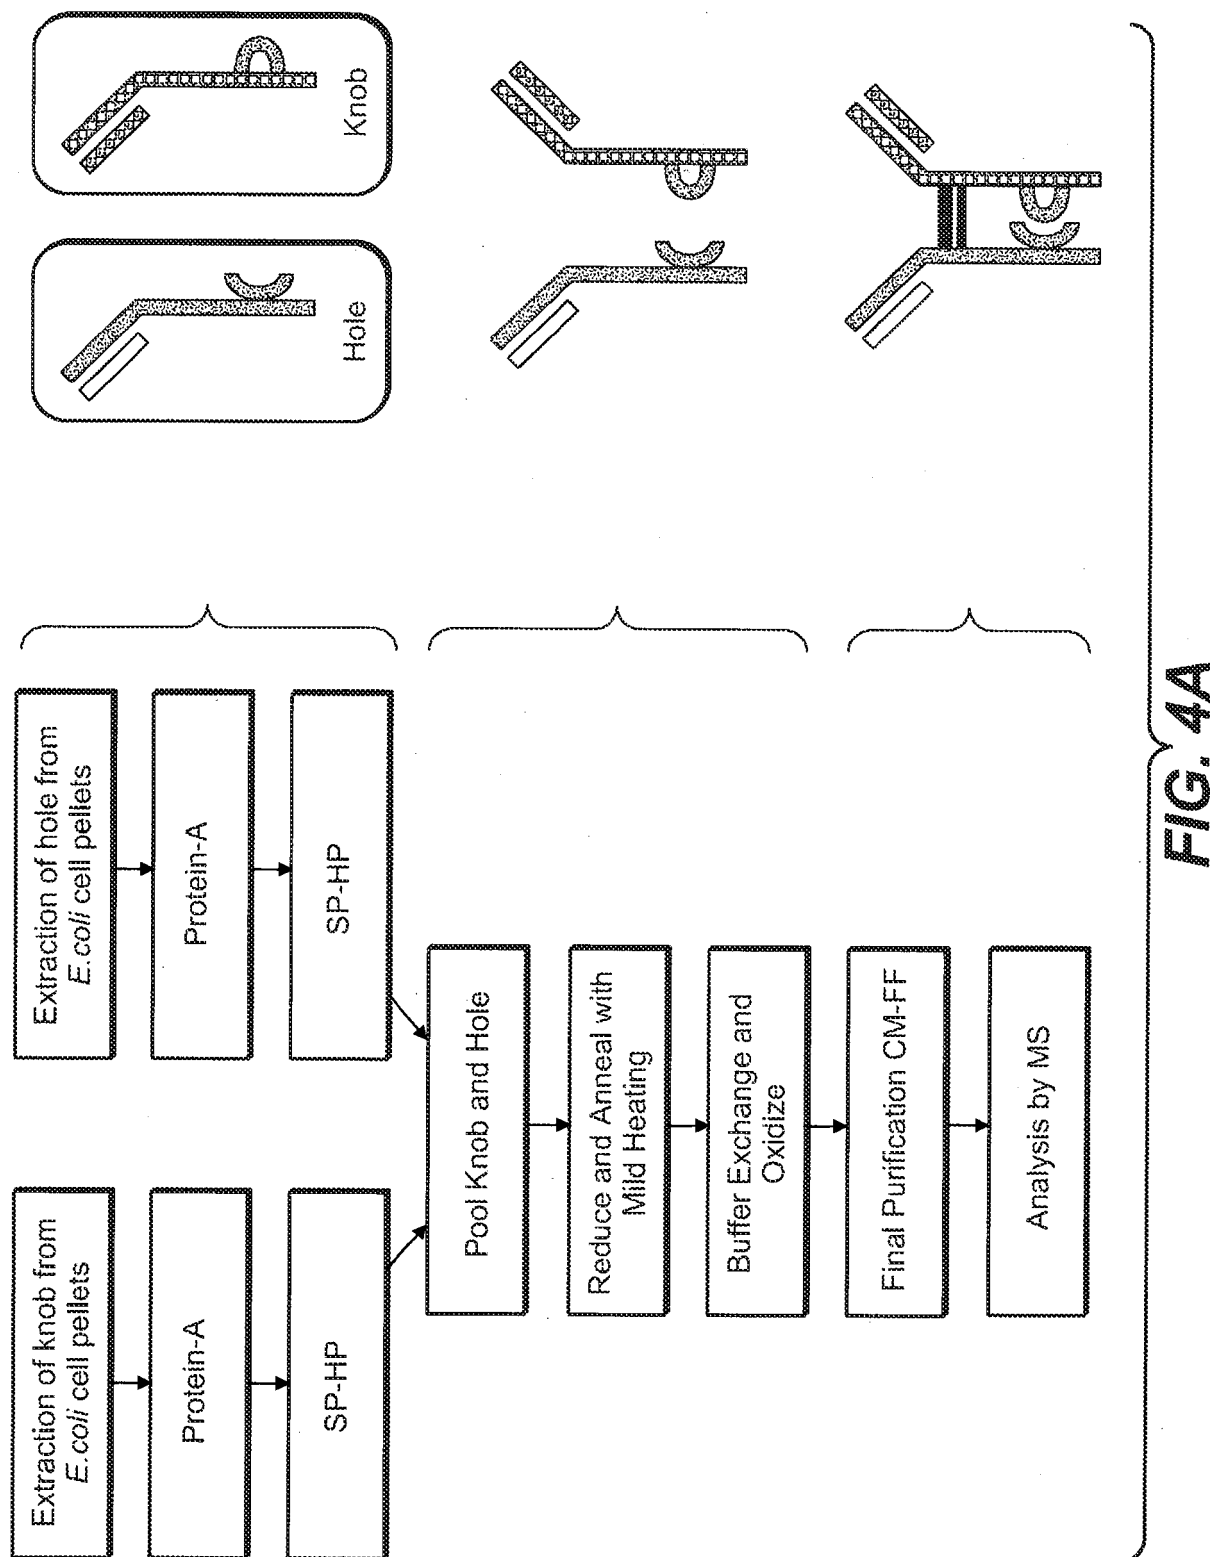 Extraction of knob from
E.coli cell pellets
Protein-A
SP-HP
Extraction of hole from
E.coli cell pellets
Protein-A
SP-HP
Pool Knob and Hole
Reduce and Anneal with
Mild Heating
Buffer Exchange and
Oxidize
Final Purification CM-FF
Analysis by MS
Hole
Knob
FIG. 4A